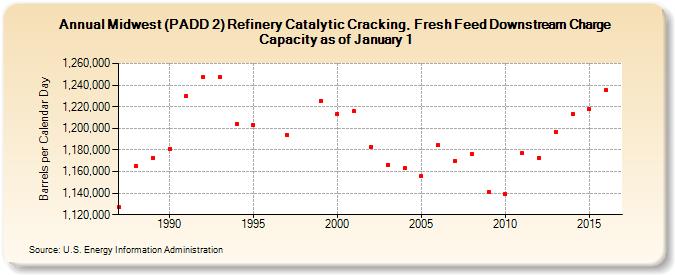 Annual Midwest (PADD 2) Refinery Catalytic Cracking, Fresh Feed Downstream Charge
Capacity as of January 1
Barrels per Calendar Day
1,260,000
1,240,000
1,220,000
1,200,000
1,180,000
1,160,000
1,140,000
1,120,000
1990 1995 2000 2005 2010 2015
Source: U.S. Energy Information Administration